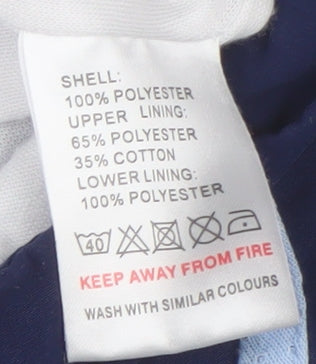 SHELL:
100% POLYESTER
UPPER LINING:
65% POLYESTER
35% COTTON
LOWER LINING:
100% POLYESTER
40
KEEP AWAY FROM FIRE
WASH WITH SIMILAR COLOURS